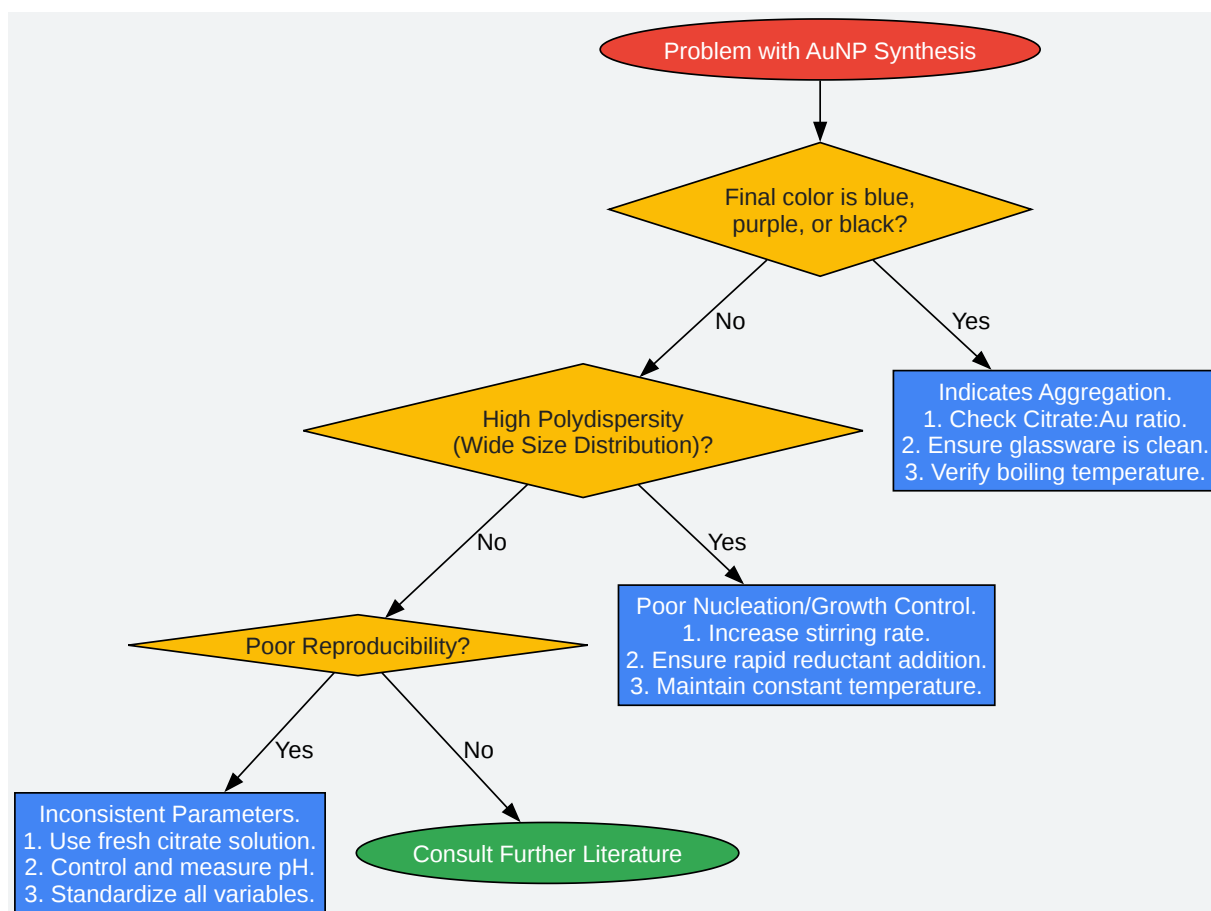 Problem with AuNP Synthesis
Final color is blue,
purple, or black?
No
Yes
High Polydispersity
(Wide Size Distribution)?
Indicates Aggregation.
1. Check Citrate:Au ratio.
2. Ensure glassware is clean.
3. Verify boiling temperature.
No
Yes
Poor Reproducibility?
Poor Nucleation/Growth Control.
1. Increase stirring rate.
2. Ensure rapid reductant addition.
3. Maintain constant temperature.
Yes
No
Inconsistent Parameters.
1. Use fresh citrate solution.
2. Control and measure pH.
3. Standardize all variables.
Consult Further Literature